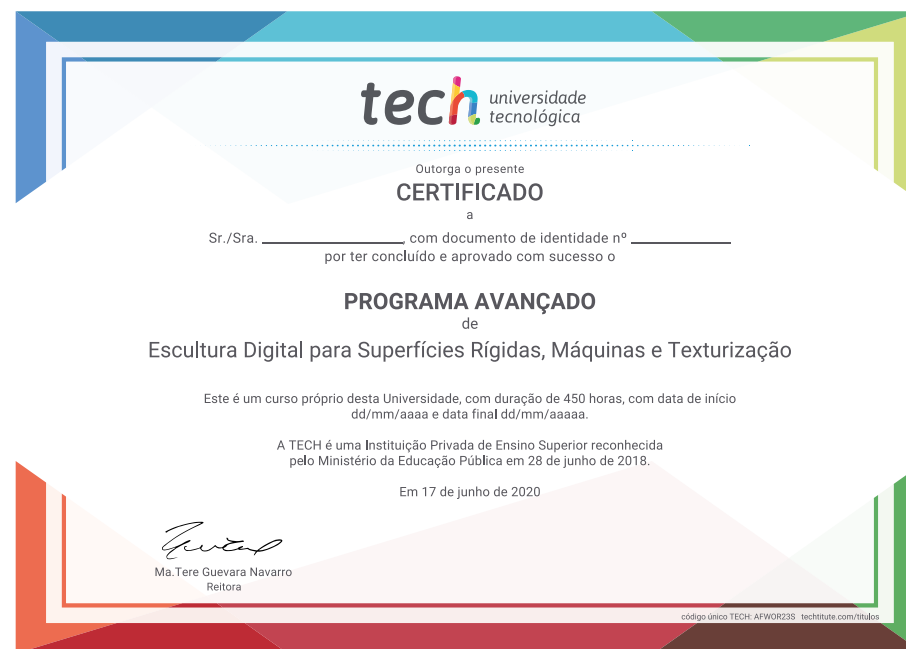 tech universidade
tecnológica
Outorga o presente
CERTIFICADO
a
Sr./Sra. ____________, com documento de identidade nº ____________
por ter concluído e aprovado com sucesso o
PROGRAMA AVANÇADO
de
Escultura Digital para Superfícies Rígidas, Máquinas e Texturização
Este é um curso próprio desta Universidade, com duração de 450 horas, com data de início
dd/mm/aaaa e data final dd/mm/aaaaa.
A TECH é uma Instituição Privada de Ensino Superior reconhecida
pelo Ministério da Educação Pública em 28 de junho de 2018.
Em 17 de junho de 2020
Ma.Tere Guevara Navarro
Reitora
código único TECH: AFWOR23S techtitute.com/titulos